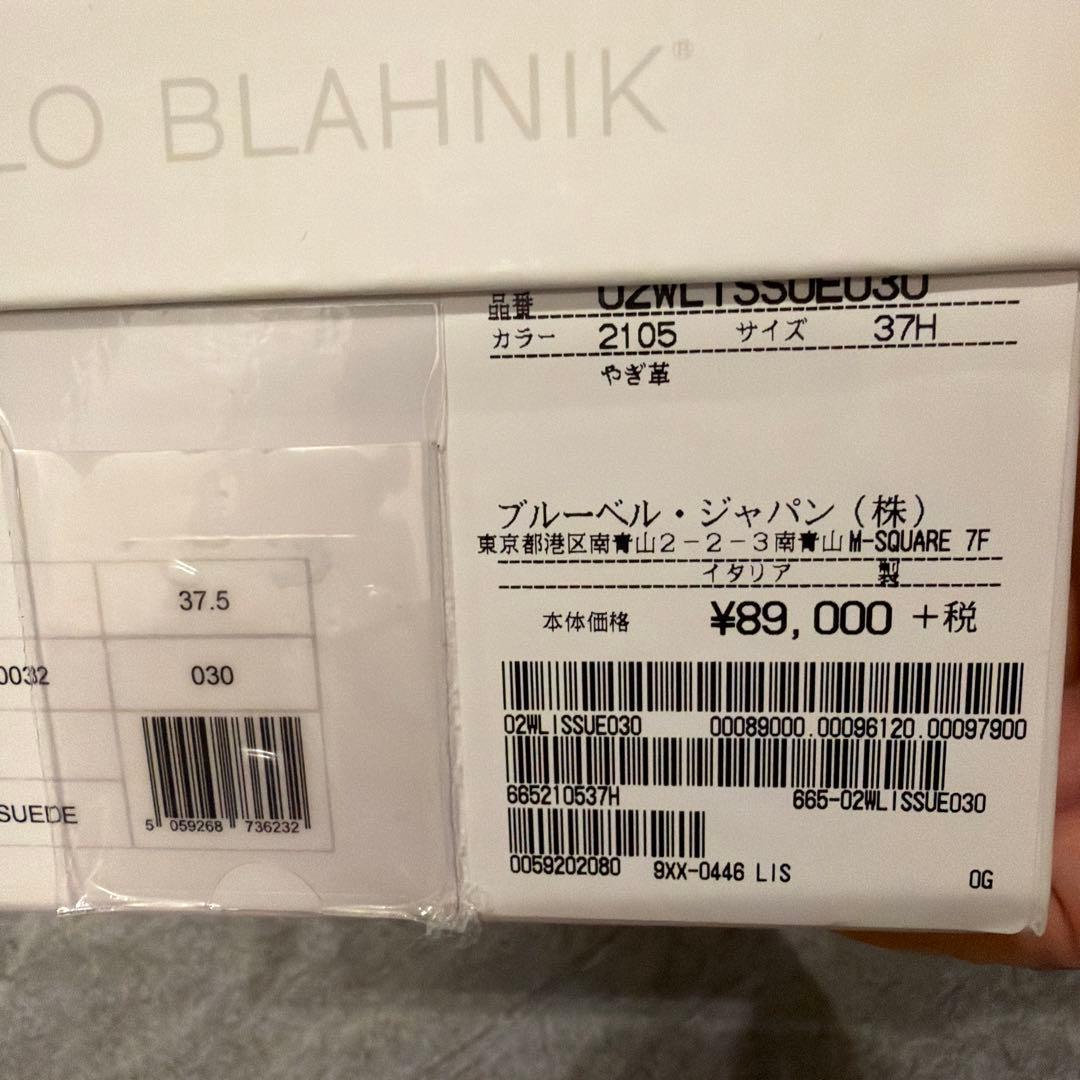 LO BLAHNIK®
品番 02WLISSUE030
カラー 2105 サイズ 37H
やぎ革
ブルーベル・ジャパン（株）
東京都港区南青山2-2-3南青山M-SQUARE 7F
イタリア 製
本体価格 ¥89,000 +税
02WLISSUE030 00089000.00096120.00097900
665210537H 665-02WLISSUE030
0059202080 9XX-0446 LIS 0G
37.5
0032 030
SUEDE
5 059268 736232